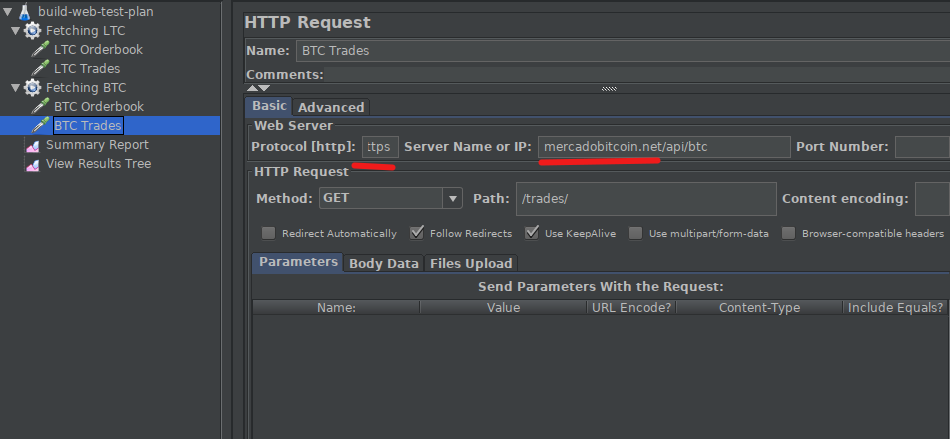 build-web-test-plan
Fetching LTC
LTC Orderbook
LTC Trades
Fetching BTC
BTC Orderbook
BTC Trades
Summary Report
View Results Tree
HTTP Request
Name: BTC Trades
Comments:
Basic Advanced
Web Server
Protocol [http]: ttps Server Name or IP: mercadobitcoin.net/api/btc Port Number:
HTTP Request
Method: GET Path: /trades/ Content encoding:
Redirect Automatically Follow Redirects Use KeepAlive Use multipart/form-data Browser-compatible headers
Parameters Body Data Files Upload
Send Parameters With the Request:
Name: Value URL Encode? Content-Type Include Equals?